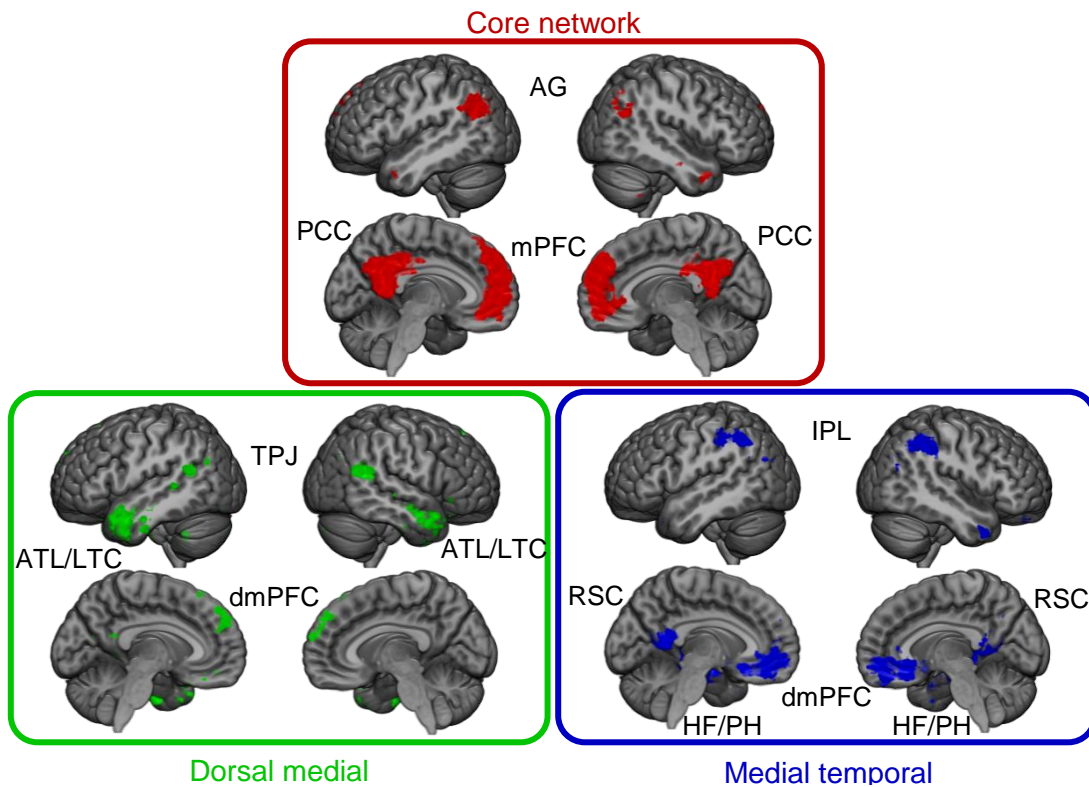 Core network
AG
PCC
mPFC
PCC
TPJ
ATL/LTC
ATL/LTC
dmPFC
IPL
RSC
RSC
dmPFC
HF/PH
HF/PH
Dorsal medial
Medial temporal